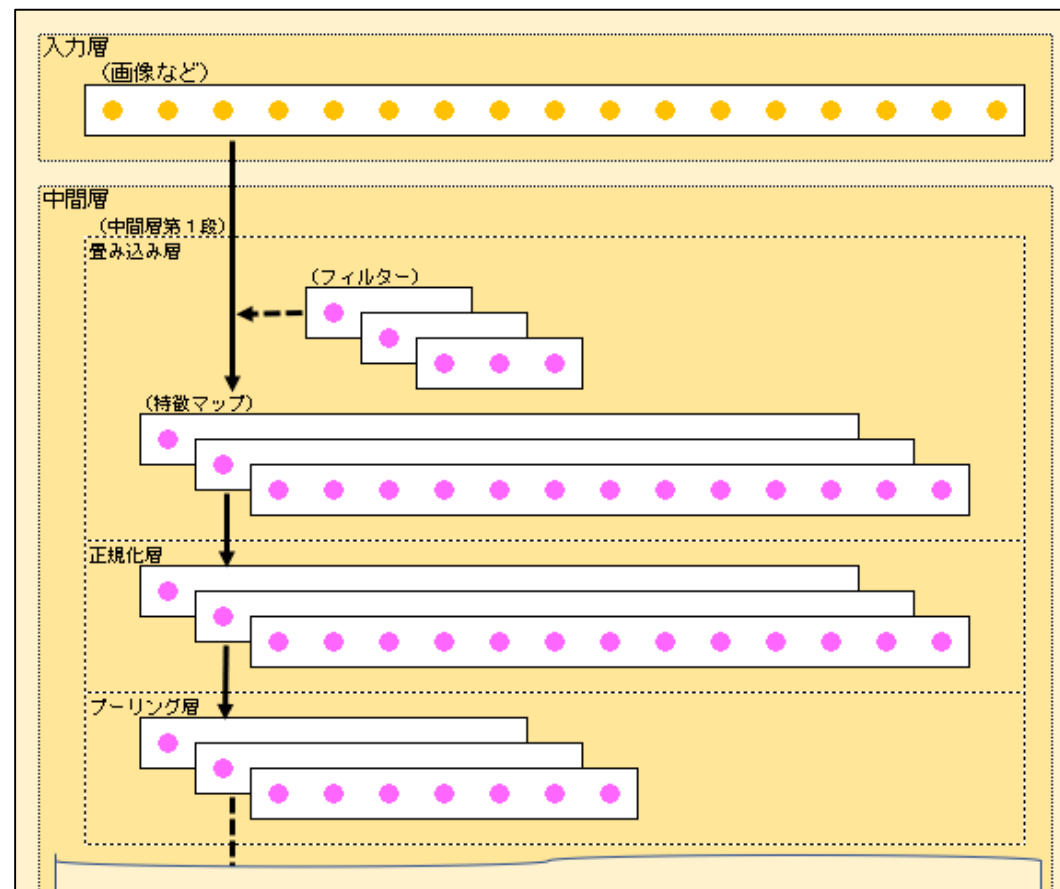 入力層
(画像など)
中間層
(中間層第1段)
畳み込み層
(フィルター)
(特徴マップ)
正規化層
プーリング層